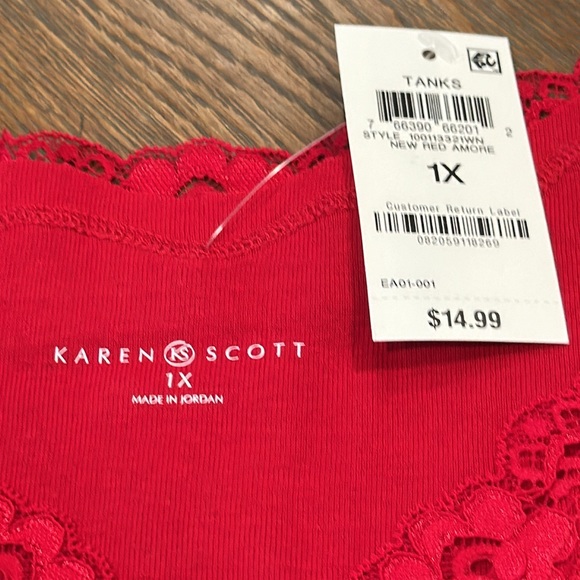 TANKS
7 66390 66201 2
STYLE 100113321WN
NEW RED AMORE
1X
Customer Return Label
082059118269
EA01-001
$14.99
KAREN KS SCOTT
1X
MADE IN JORDAN